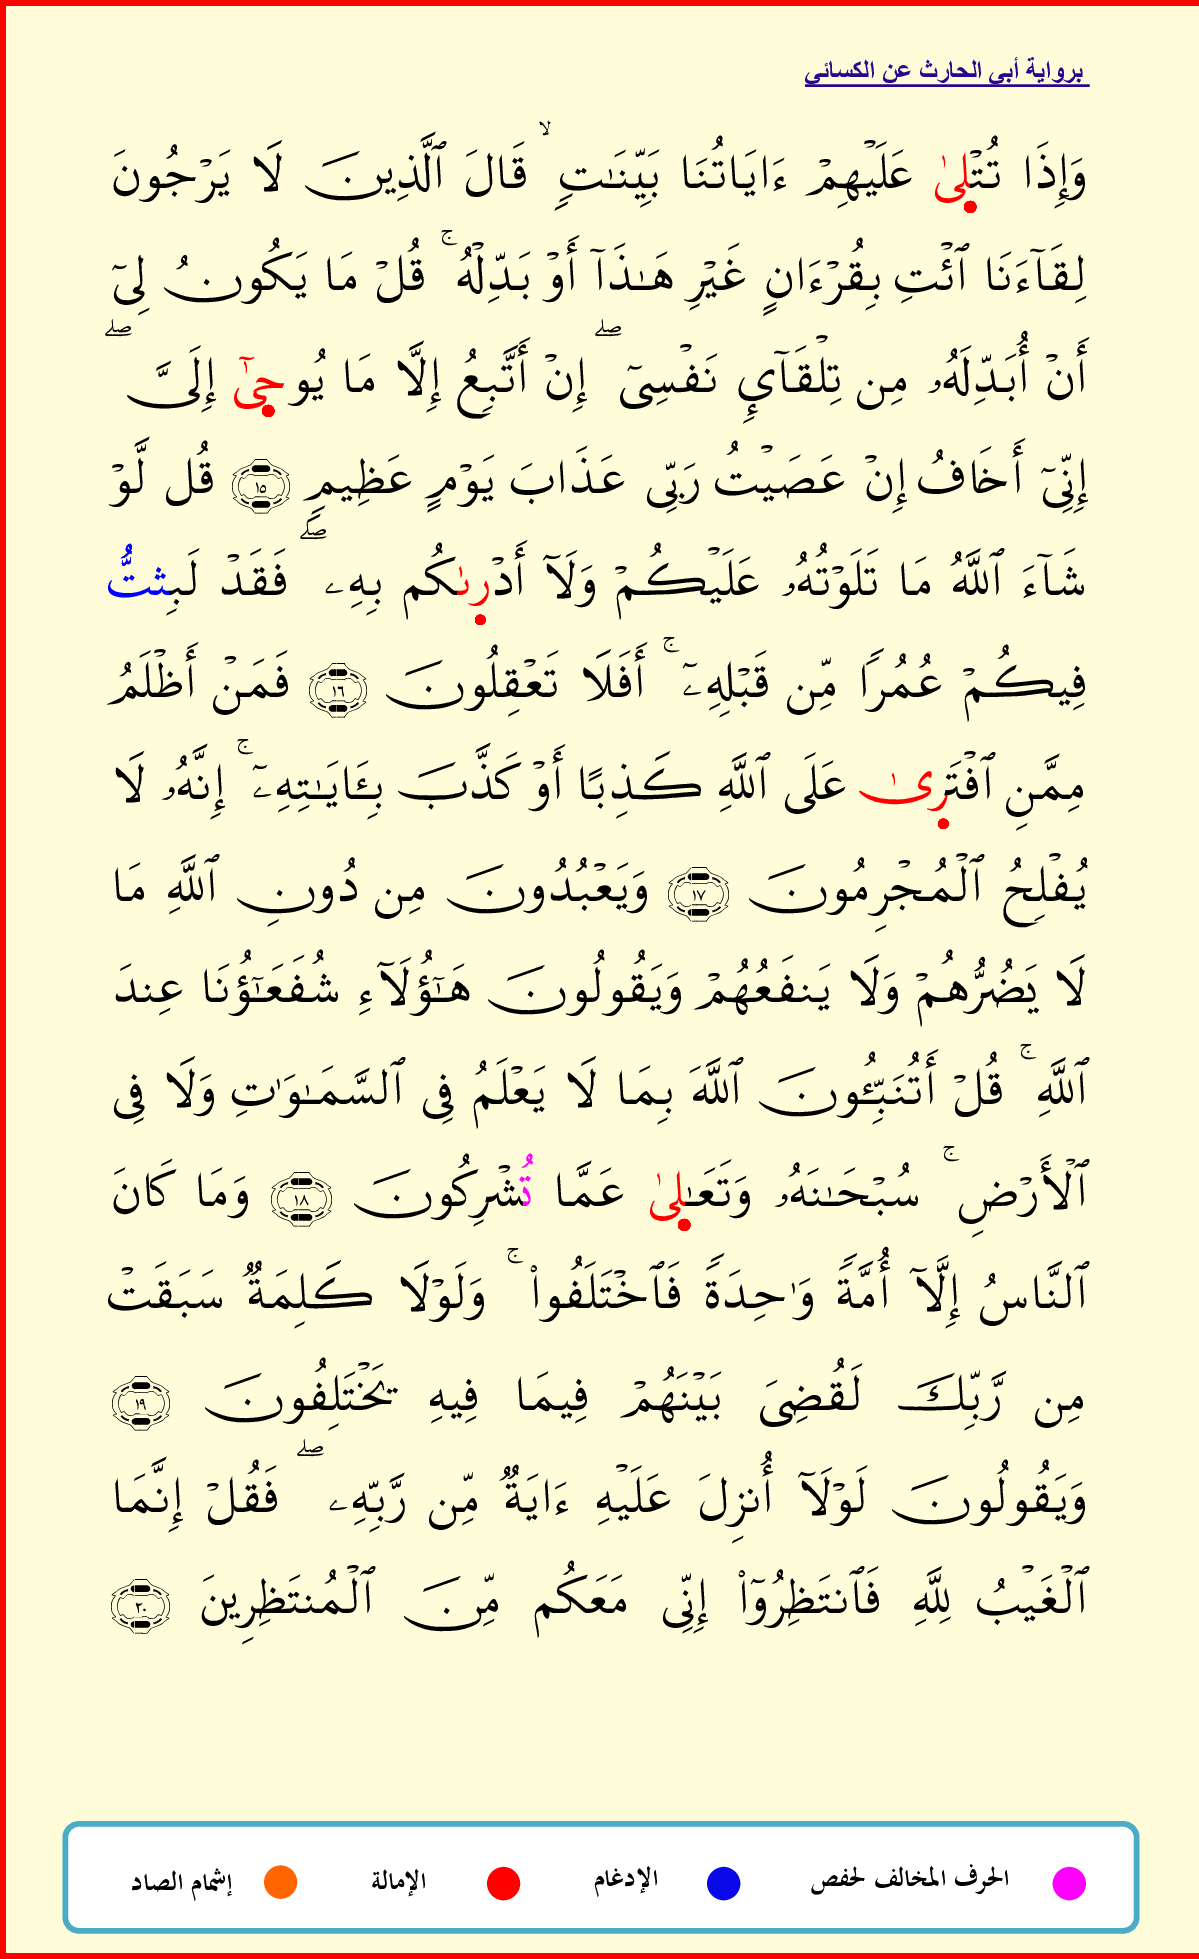 برواية أبي الحارث عن الكسائي
وَإِذَا تُتْلِىٰ عَلَيْهِمْ ءَايَاتُنَا بَيِّنَٰتٍ ۙ قَالَ ٱلَّذِينَ لَا يَرْجُونَ
لِقَآءَنَا ٱئْتِ بِقُرْءَانٍ غَيْرِ هَٰذَآ أَوْ بَدِّلْهُ ۚ قُلْ مَا يَكُونُ لِىٓ
أَنْ أُبَدِّلَهُۥ مِن تِلْقَآئِ نَفْسِىٓ ۖ إِنْ أَتَّبِعُ إِلَّا مَا يُوحِىٰٓ إِلَىَّ ۖ
إِنِّىٓ أَخَافُ إِنْ عَصَيْتُ رَبِّى عَذَابَ يَوْمٍ عَظِيمٍ ١٥ قُل لَّوْ
شَآءَ ٱللَّهُ مَا تَلَوْتُهُۥ عَلَيْكُمْ وَلَآ أَدْرِىٰكُم بِهِۦ ۖ فَقَدْ لَبِثتُّ
فِيكُمْ عُمُرًا مِّن قَبْلِهِۦٓ ۚ أَفَلَا تَعْقِلُونَ ١٦ فَمَنْ أَظْلَمُ
مِمَّنِ ٱفْتَرِىٰ عَلَى ٱللَّهِ كَذِبًا أَوْ كَذَّبَ بِـَٔايَٰتِهِۦٓ ۚ إِنَّهُۥ لَا
يُفْلِحُ ٱلْمُجْرِمُونَ ١٧ وَيَعْبُدُونَ مِن دُونِ ٱللَّهِ مَا
لَا يَضُرُّهُمْ وَلَا يَنفَعُهُمْ وَيَقُولُونَ هَٰٓؤُلَآءِ شُفَعَٰٓؤُنَا عِندَ
ٱللَّهِ ۚ قُلْ أَتُنَبِّـُٔونَ ٱللَّهَ بِمَا لَا يَعْلَمُ فِى ٱلسَّمَٰوَٰتِ وَلَا فِى
ٱلْأَرْضِ ۚ سُبْحَٰنَهُۥ وَتَعَٰلِىٰ عَمَّا تُشْرِكُونَ ١٨ وَمَا كَانَ
ٱلنَّاسُ إِلَّآ أُمَّةً وَٰحِدَةً فَٱخْتَلَفُوا۟ ۚ وَلَوْلَا كَلِمَةٌ سَبَقَتْ
مِن رَّبِّكَ لَقُضِىَ بَيْنَهُمْ فِيمَا فِيهِ يَخْتَلِفُونَ ١٩
وَيَقُولُونَ لَوْلَآ أُنزِلَ عَلَيْهِ ءَايَةٌ مِّن رَّبِّهِۦ ۖ فَقُلْ إِنَّمَا
ٱلْغَيْبُ لِلَّهِ فَٱنتَظِرُوٓا۟ إِنِّى مَعَكُم مِّنَ ٱلْمُنتَظِرِينَ ٢٠
الحرف المخالف لحفص الإدغام الإمالة إشمام الصاد